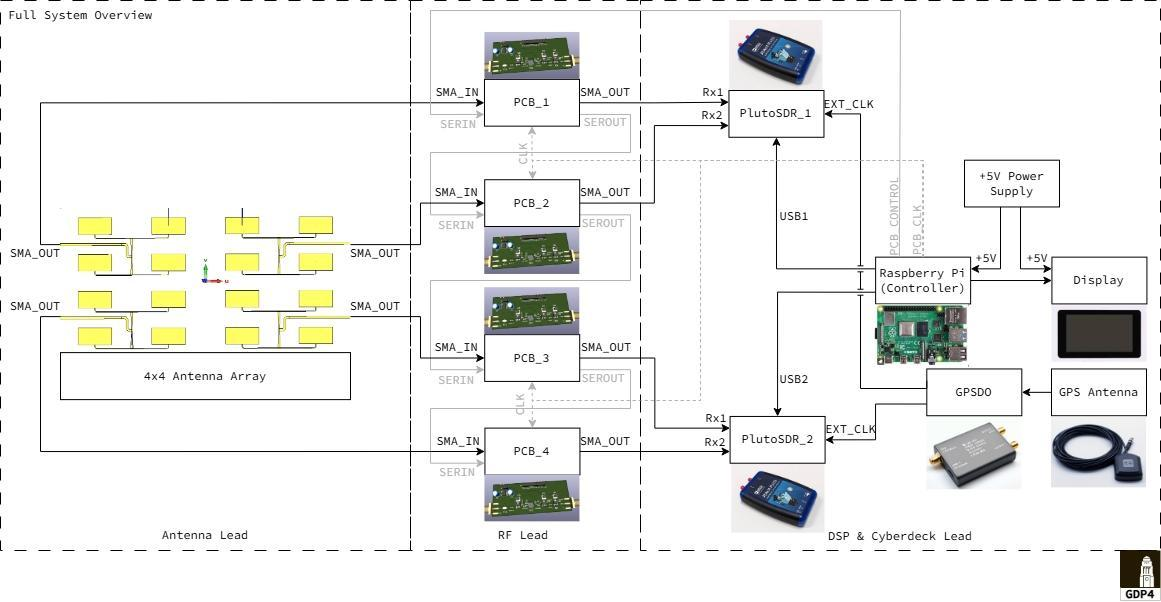 Full System Overview
SMA_IN
PCB_1
SMA_OUT
SERIN
SEROUT
Rx1
Rx2
PlutoSDR_1
EXT_CLK
CLK
SMA_IN
PCB_2
SMA_OUT
SERIN
SEROUT
USB1
PCB_CONTROL
PCB_CLK
+5V Power
Supply
+5V
+5V
SMA_OUT
SMA_OUT
Raspberry Pi
(Controller)
Display
SMA_OUT
SMA_OUT
SMA_IN
PCB_3
SMA_OUT
SERIN
SEROUT
4x4 Antenna Array
CLK
USB2
GPSDO
GPS Antenna
Rx1
Rx2
PlutoSDR_2
EXT_CLK
SMA_IN
PCB_4
SMA_OUT
SERIN
Antenna Lead
RF Lead
DSP & Cyberdeck Lead
GDP4